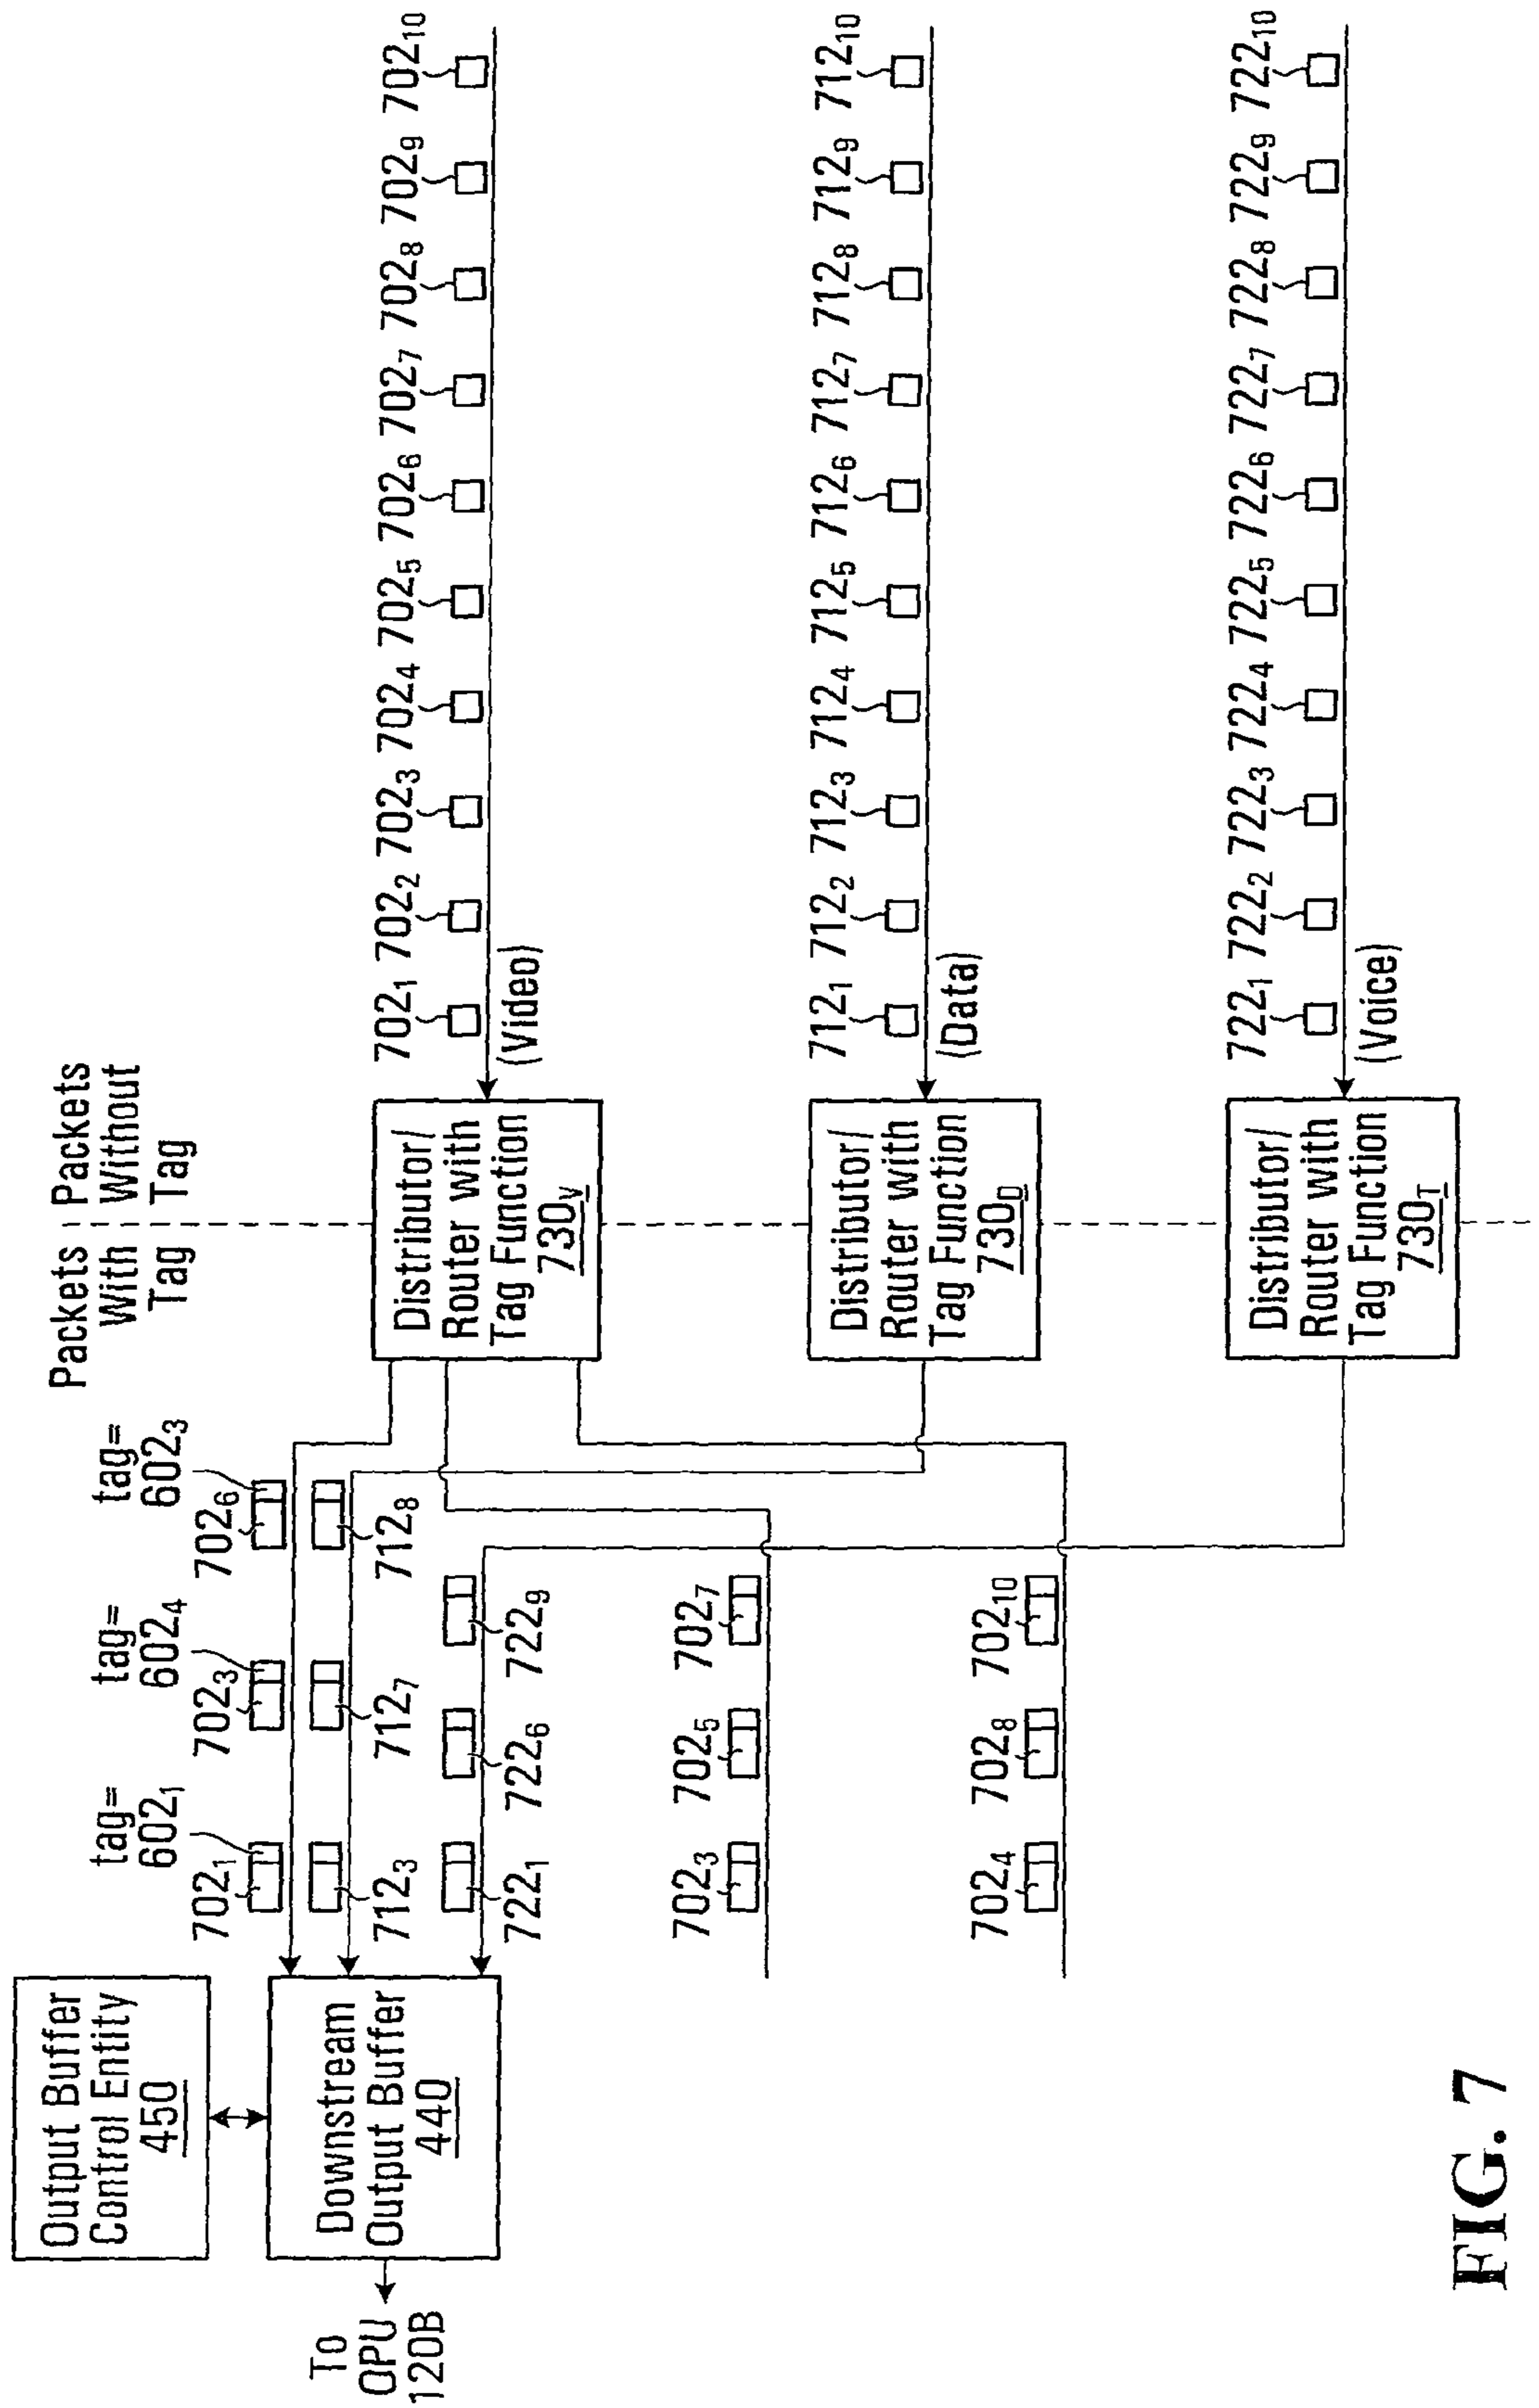 Packets With Tag
Packets Without Tag
To
OPU
120B
Output Buffer
Control Entity
450
Downstream
Output Buffer
440
tag=
602₁
tag=
602₄
tag=
602₃
702₁
702₃
702₆
712₃
712₇
712₈
722₁
722₆
722₉
702₃
702₅
702₇
702₄
702₈
702₁₀
Distributor/
Router with
Tag Function
730V
702₁ 702₂ 702₃ 702₄ 702₅ 702₆ 702₇ 702₈ 702₉ 702₁₀
(Video)
Distributor/
Router with
Tag Function
730D
712₁ 712₂ 712₃ 712₄ 712₅ 712₆ 712₇ 712₈ 712₉ 712₁₀
(Data)
Distributor/
Router with
Tag Function
730T
722₁ 722₂ 722₃ 722₄ 722₅ 722₆ 722₇ 722₈ 722₉ 722₁₀
(Voice)
FIG. 7